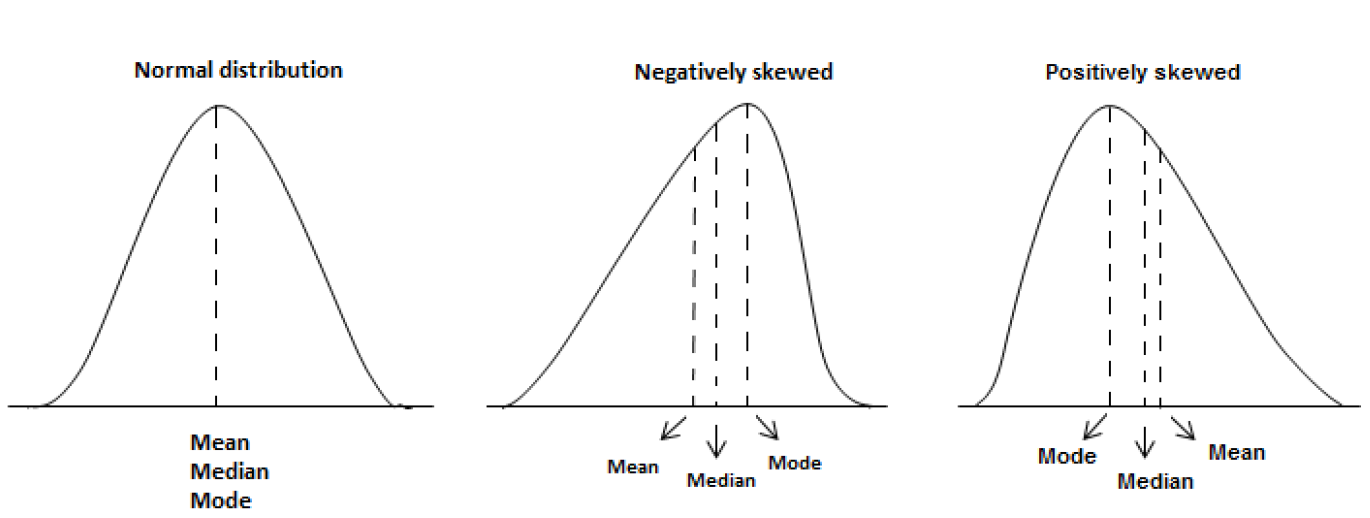 Normal distribution
Mean
Median
Mode
Negatively skewed
Mean
Median
Mode
Positively skewed
Mode
Median
Mean